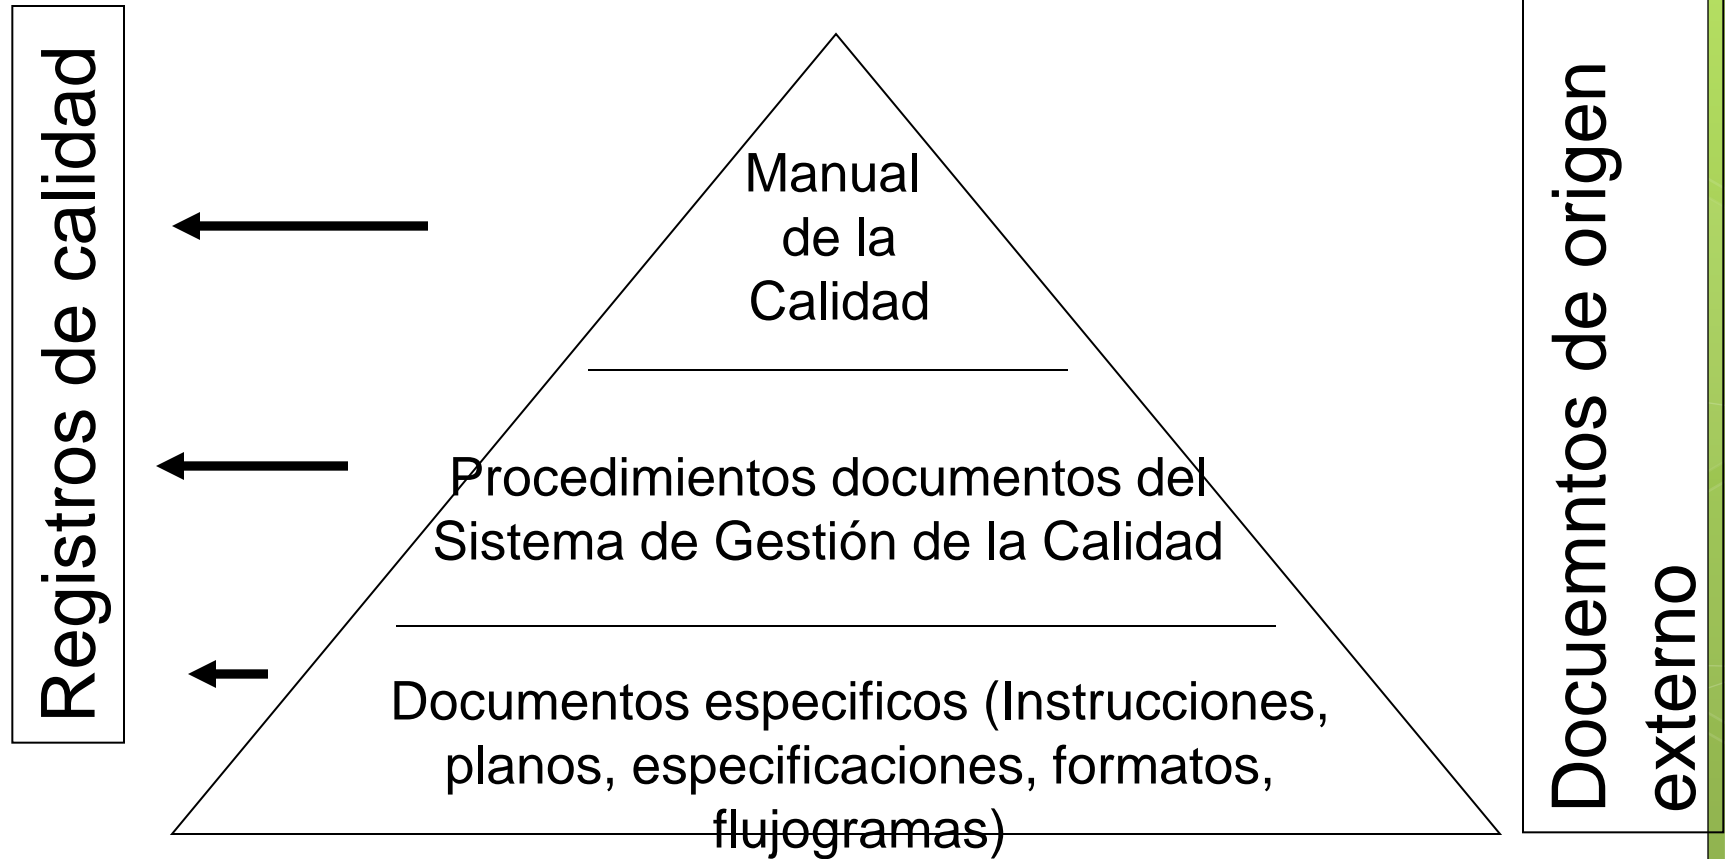 Registros de calidad
Manual
de la
Calidad
Procedimientos documentos del
Sistema de Gestión de la Calidad
Documentos especificos (Instrucciones,
planos, especificaciones, formatos,
flujogramas)
Docuemntos de origen
externo